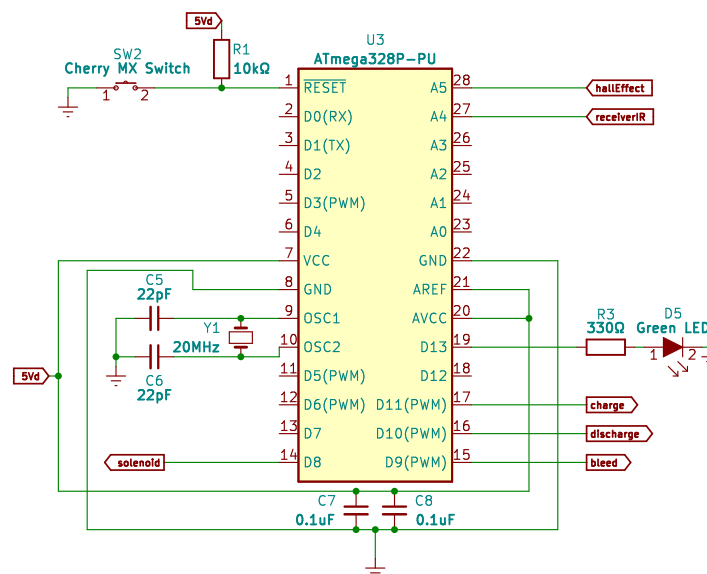 5Vd
R1
10kΩ
SW2
Cherry MX Switch
1 2
U3
ATmega328P-PU
1 RESET
2 D0(RX)
3 D1(TX)
4 D2
5 D3(PWM)
6 D4
7 VCC
8 GND
9 OSC1
10 OSC2
11 D5(PWM)
12 D6(PWM)
13 D7
14 D8
A5 28
A4 27
A3 26
A2 25
A1 24
A0 23
GND 22
AREF 21
AVCC 20
D13 19
D12 18
D11(PWM) 17
D10(PWM) 16
D9(PWM) 15
hallEffect
receiverIR
C5
22pF
Y1
20MHz
C6
22pF
5Vd
solenoid
R3
330Ω
D5
Green LED
1 2
charge
discharge
bleed
C7
0.1uF
C8
0.1uF